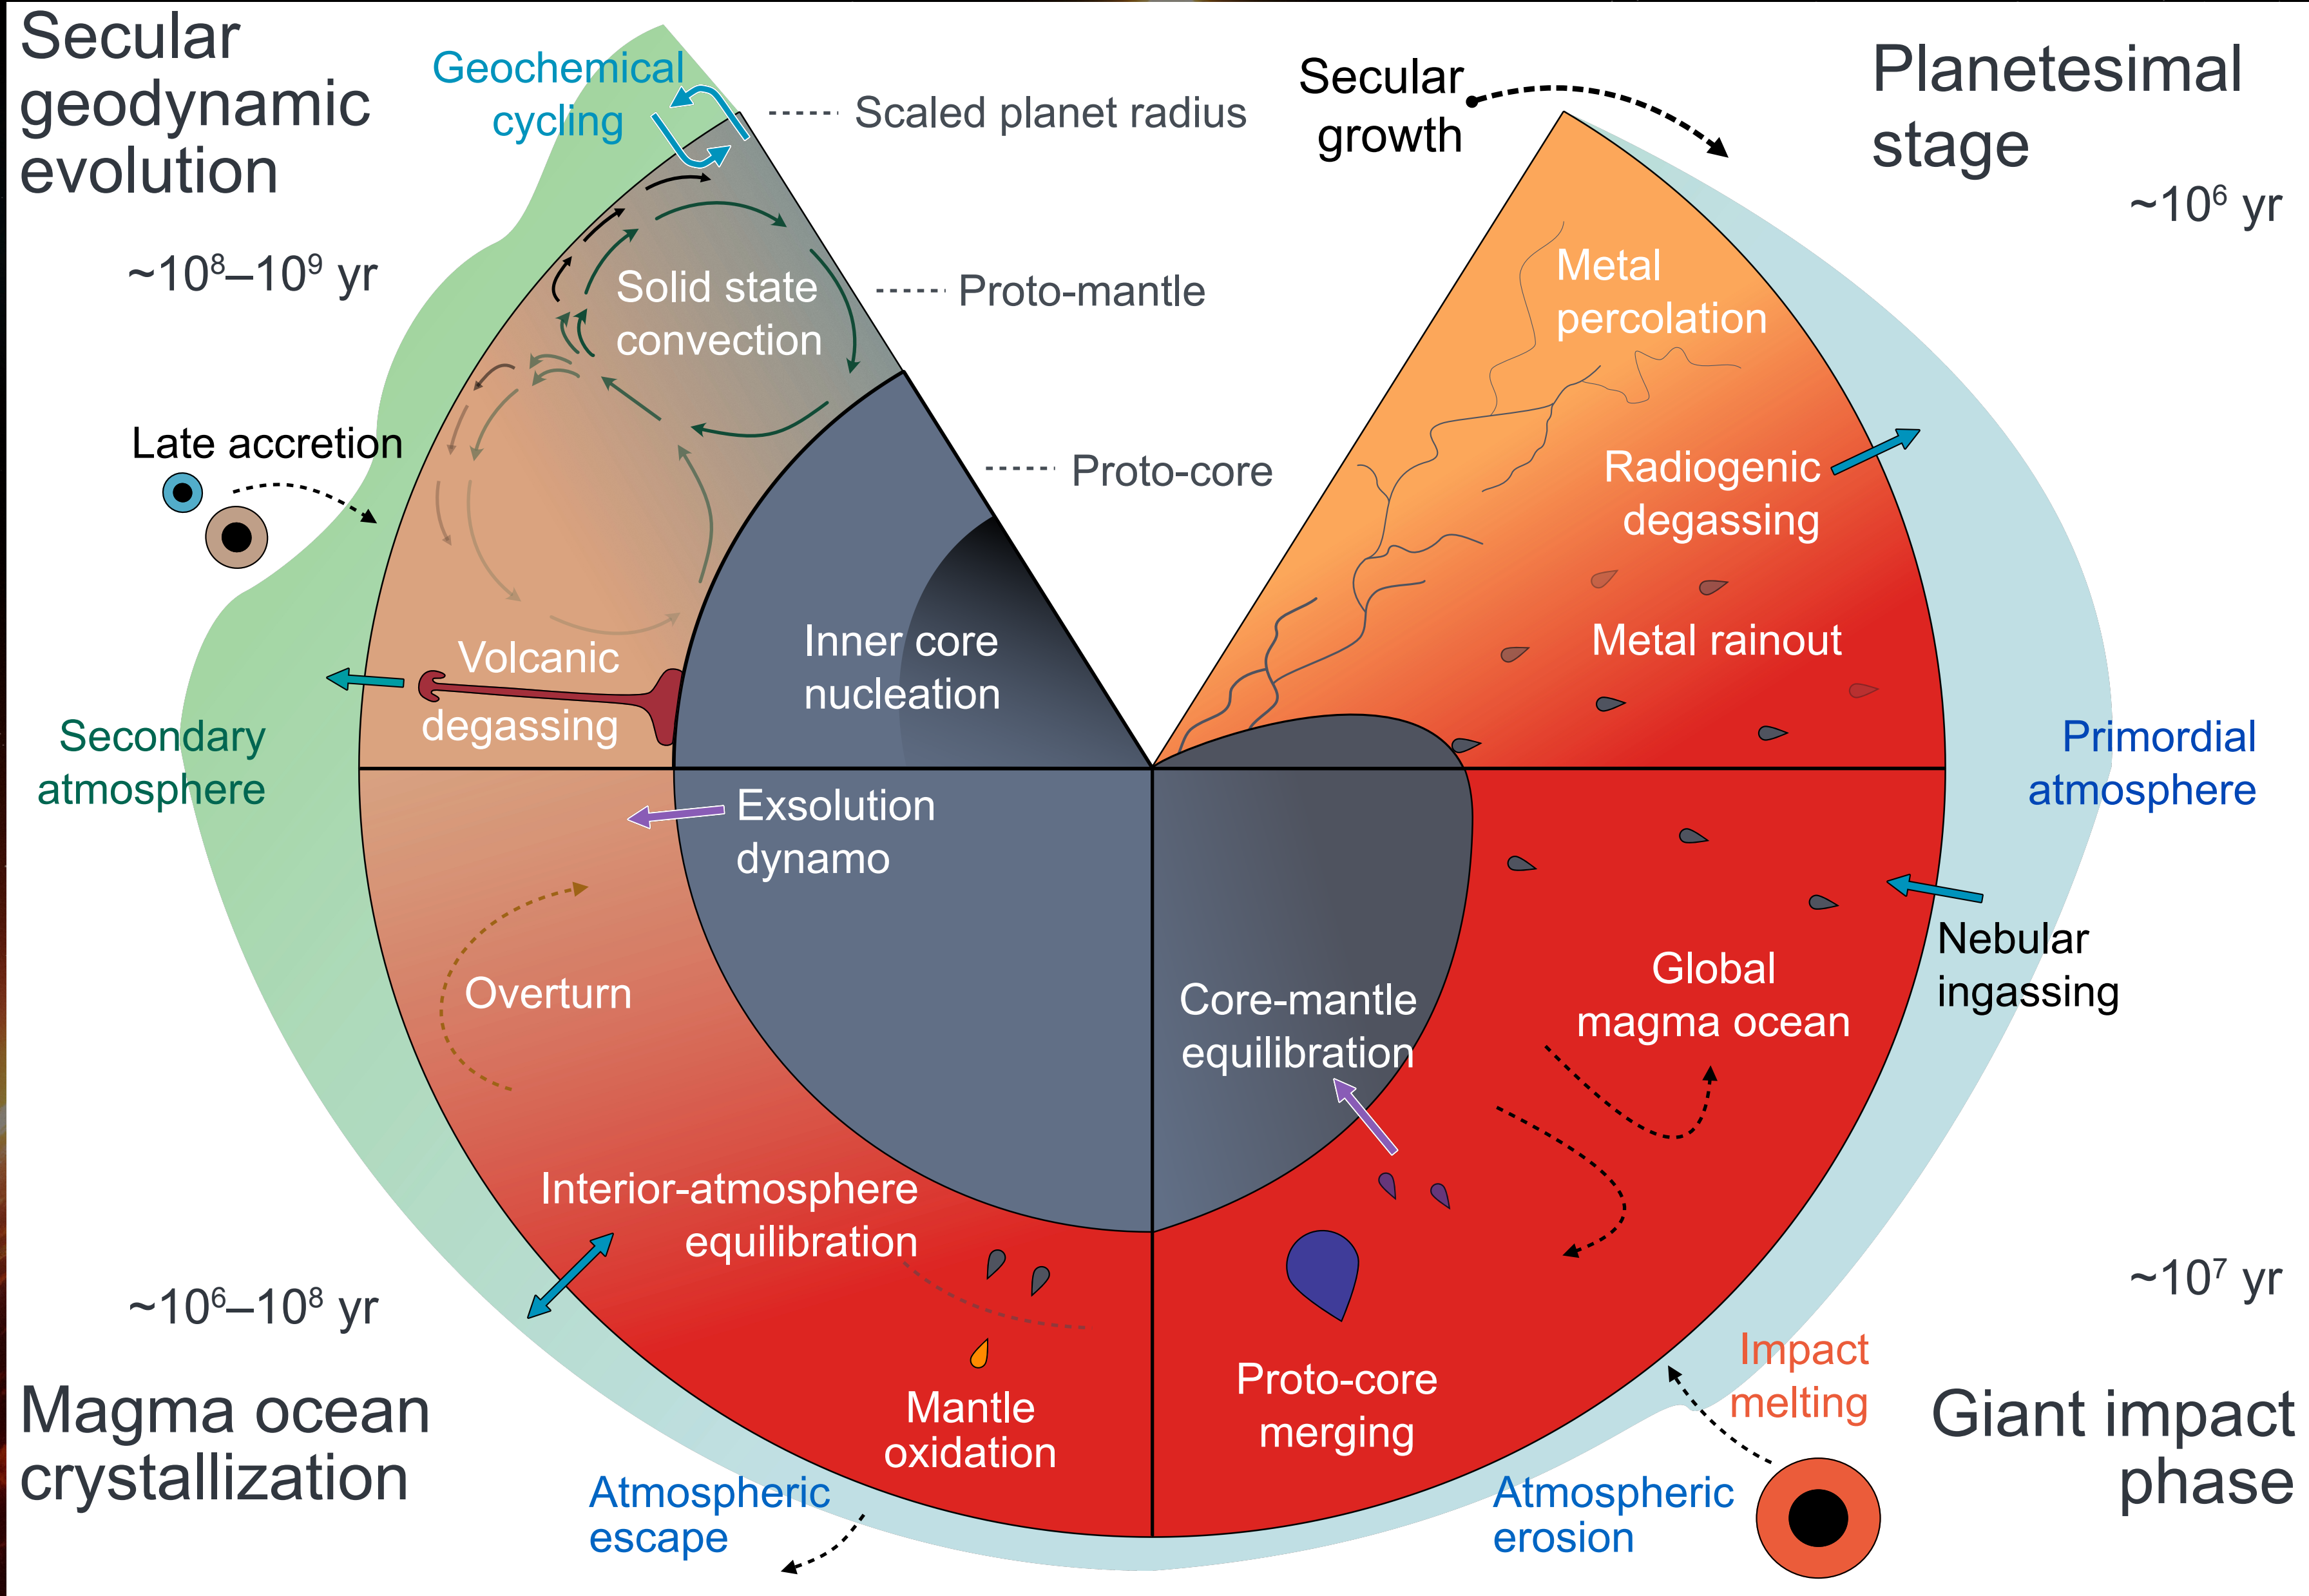 Secular
geodynamic
evolution
~10⁸–10⁹ yr
Geochemical
cycling
Scaled planet radius
Proto-mantle
Proto-core
Secular
growth
Planetesimal
stage
~10⁶ yr
Metal
percolation
Radiogenic
degassing
Metal rainout
Solid state
convection
Late accretion
Volcanic
degassing
Inner core
nucleation
Secondary
atmosphere
Primordial
atmosphere
Exsolution
dynamo
Overturn
Nebular
ingassing
Global
magma ocean
Core-mantle
equilibration
Interior-atmosphere
equilibration
~10⁶–10⁸ yr
Magma ocean
crystallization
Mantle
oxidation
Atmospheric
escape
Proto-core
merging
Atmospheric
erosion
Impact
melting
~10⁷ yr
Giant impact
phase